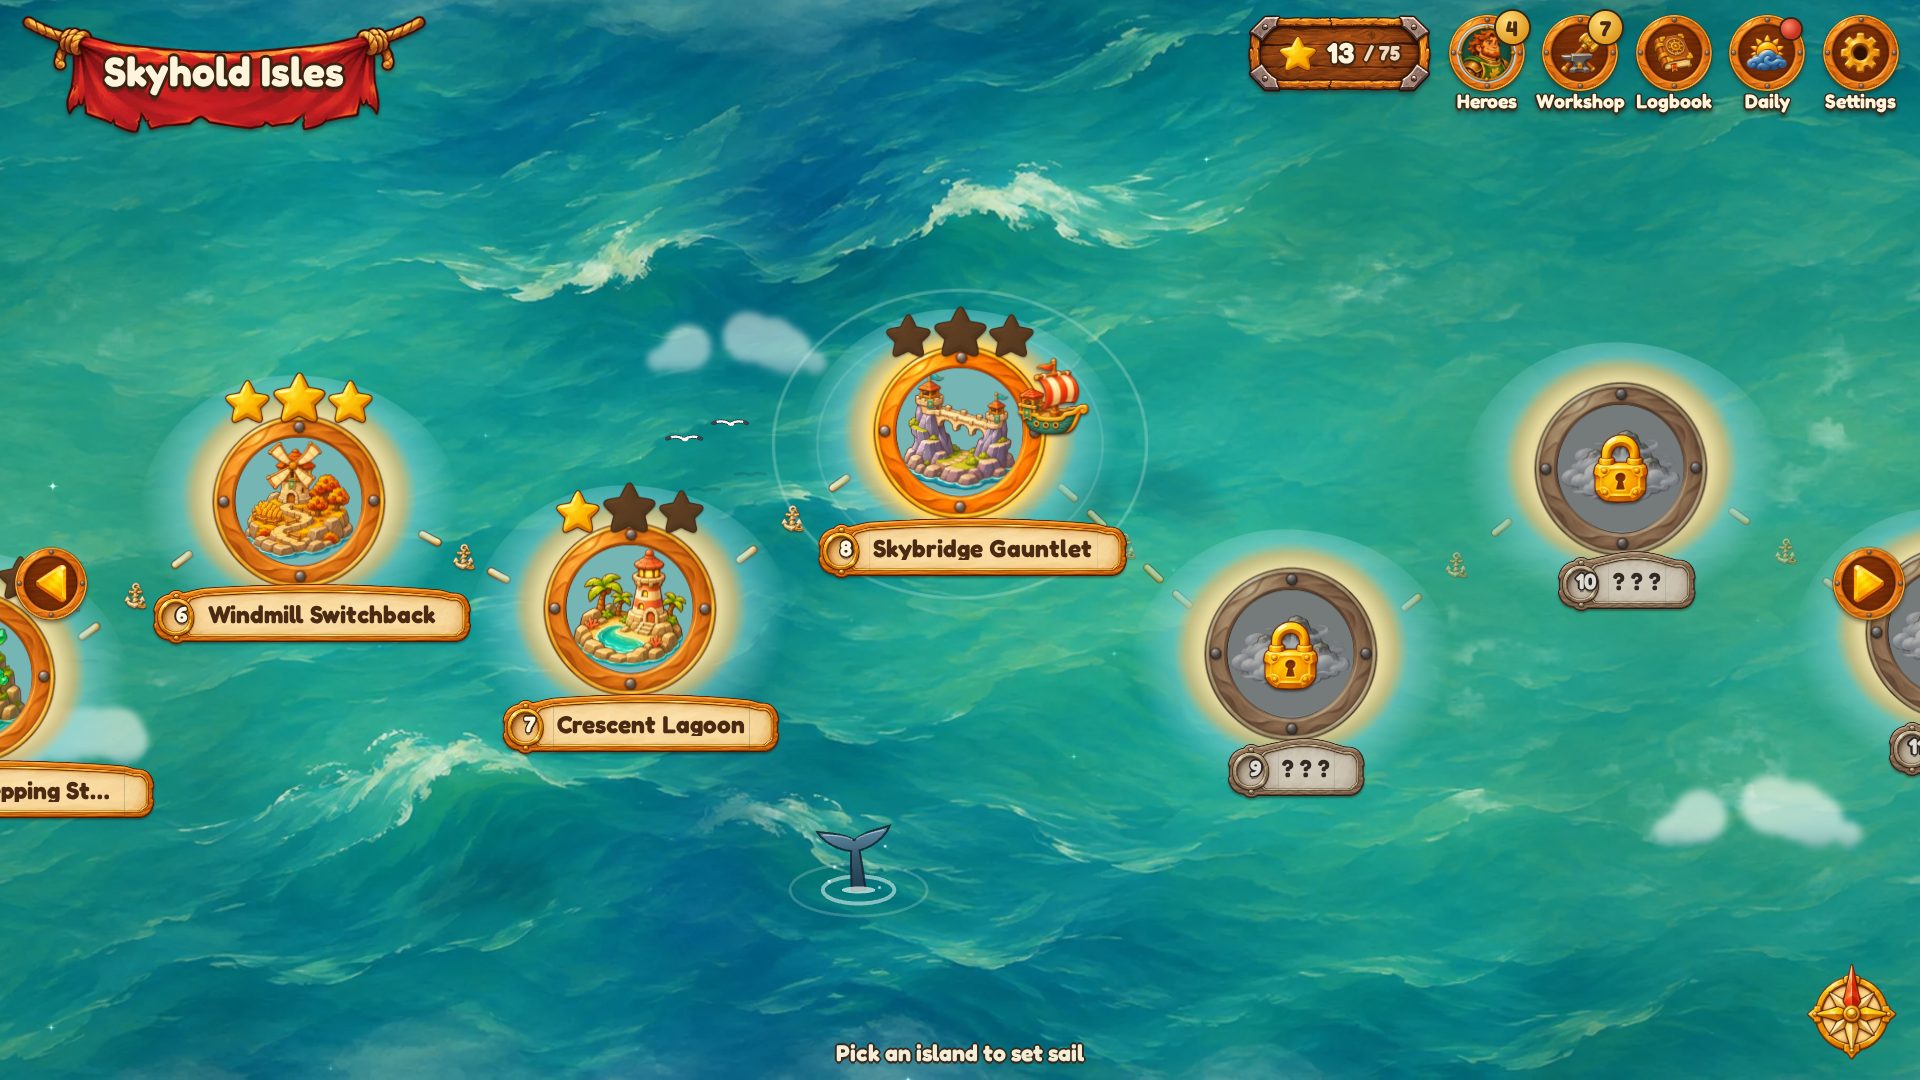 Skyhold Isles
13 / 75
4
7
Heroes
Workshop
Logbook
Daily
Settings
8 Skybridge Gauntlet
10 ? ? ?
6 Windmill Switchback
7 Crescent Lagoon
9 ? ? ?
pping St...
Pick an island to set sail